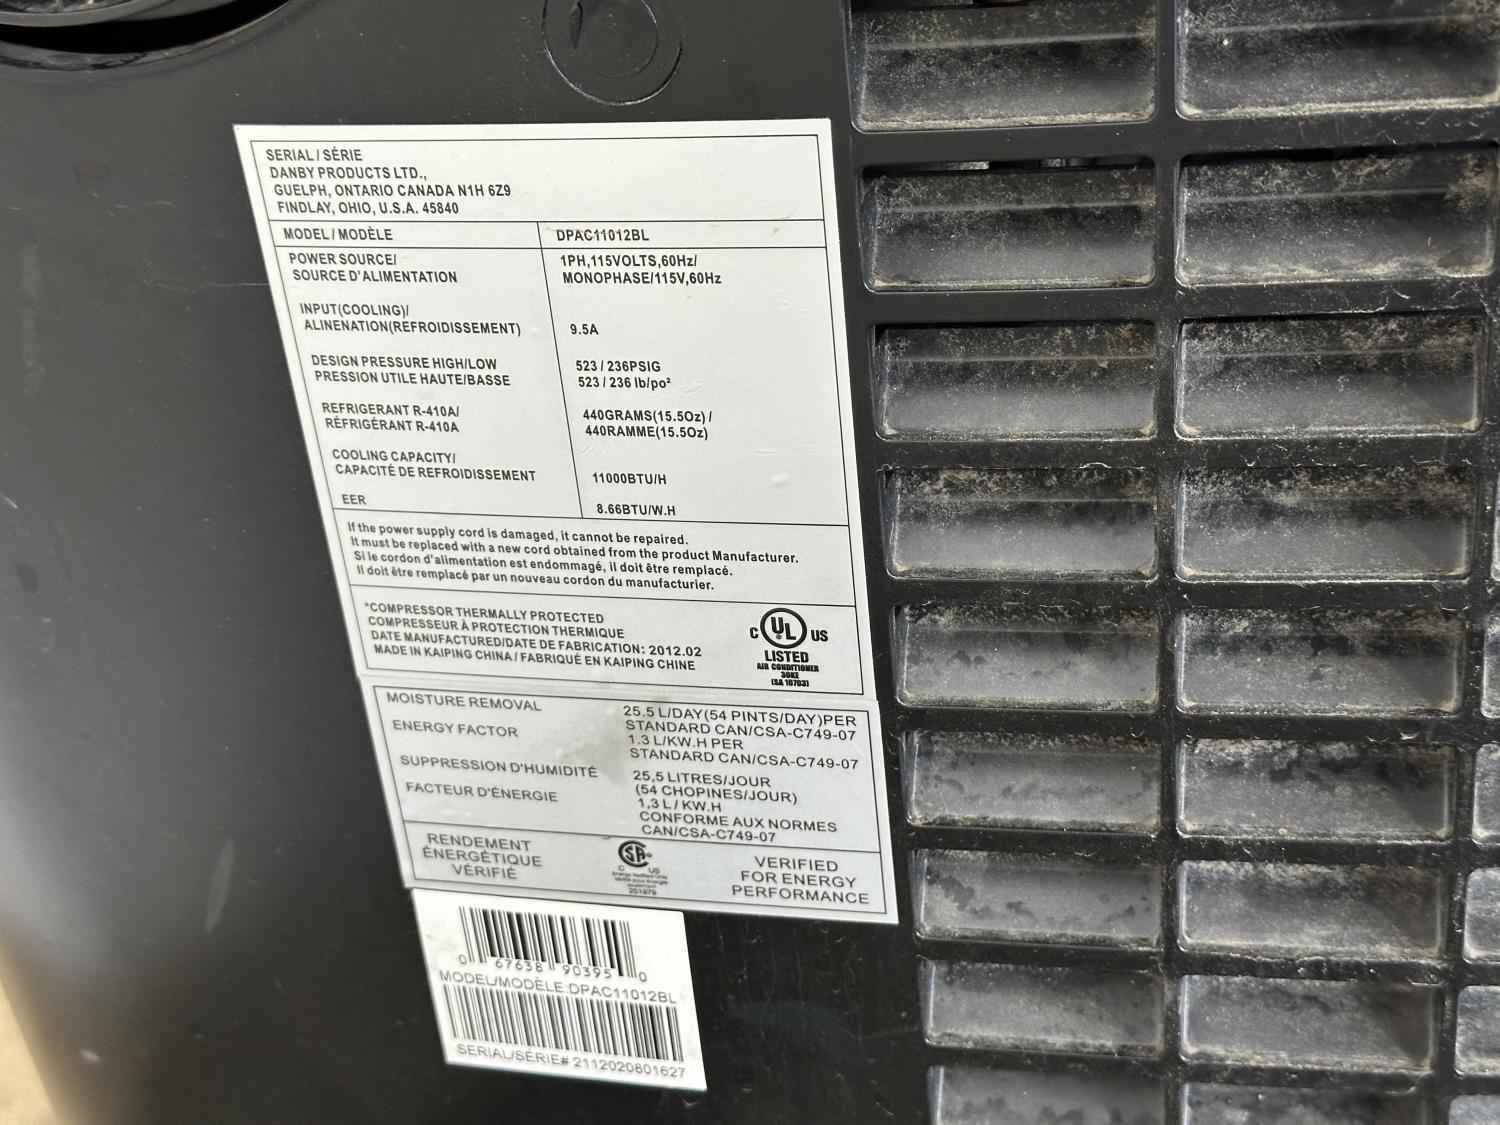 SERIAL / SÉRIE
DANBY PRODUCTS LTD.,
GUELPH, ONTARIO CANADA N1H 6Z9
FINDLAY, OHIO, U.S.A. 45840
MODEL / MODÈLE DPAC11012BL
POWER SOURCE/ 1PH,115VOLTS,60Hz/
SOURCE D'ALIMENTATION MONOPHASE/115V,60Hz
INPUT(COOLING)/
ALINENATION(REFROIDISSEMENT) 9.5A
DESIGN PRESSURE HIGH/LOW 523 / 236PSIG
PRESSION UTILE HAUTE/BASSE 523 / 236 lb/po²
REFRIGERANT R-410A/ 440GRAMS(15.5Oz) /
RÉFRIGÉRANT R-410A 440RAMME(15.5Oz)
COOLING CAPACITY/
CAPACITÉ DE REFROIDISSEMENT 11000BTU/H
EER 8.66BTU/W.H
If the power supply cord is damaged, it cannot be repaired.
It must be replaced with a new cord obtained from the product Manufacturer.
Si le cordon d'alimentation est endommagé, il doit être remplacé.
Il doit être remplacé par un nouveau cordon du manufacturier.
*COMPRESSOR THERMALLY PROTECTED
COMPRESSEUR À PROTECTION THERMIQUE
DATE MANUFACTURED/DATE DE FABRICATION: 2012.02
MADE IN KAIPING CHINA / FABRIQUÉ EN KAIPING CHINE
C UL US
LISTED
AIR CONDITIONER
30KE
(SA 10703)
MOISTURE REMOVAL 25.5 L/DAY(54 PINTS/DAY)PER
STANDARD CAN/CSA-C749-07
ENERGY FACTOR 1.3 L/KW.H PER
STANDARD CAN/CSA-C749-07
SUPPRESSION D'HUMIDITÉ 25,5 LITRES/JOUR
(54 CHOPINES/JOUR)
FACTEUR D'ÉNERGIE 1,3 L / KW.H
CONFORME AUX NORMES
CAN/CSA-C749-07
RENDEMENT
ÉNERGÉTIQUE
VÉRIFIÉ
C US
Energy Verified Only
251979
VERIFIED
FOR ENERGY
PERFORMANCE
0 67638 90395 0
MODEL/MODÈLE:DPAC11012BL
SERIAL/SÉRIE# 2112020801627